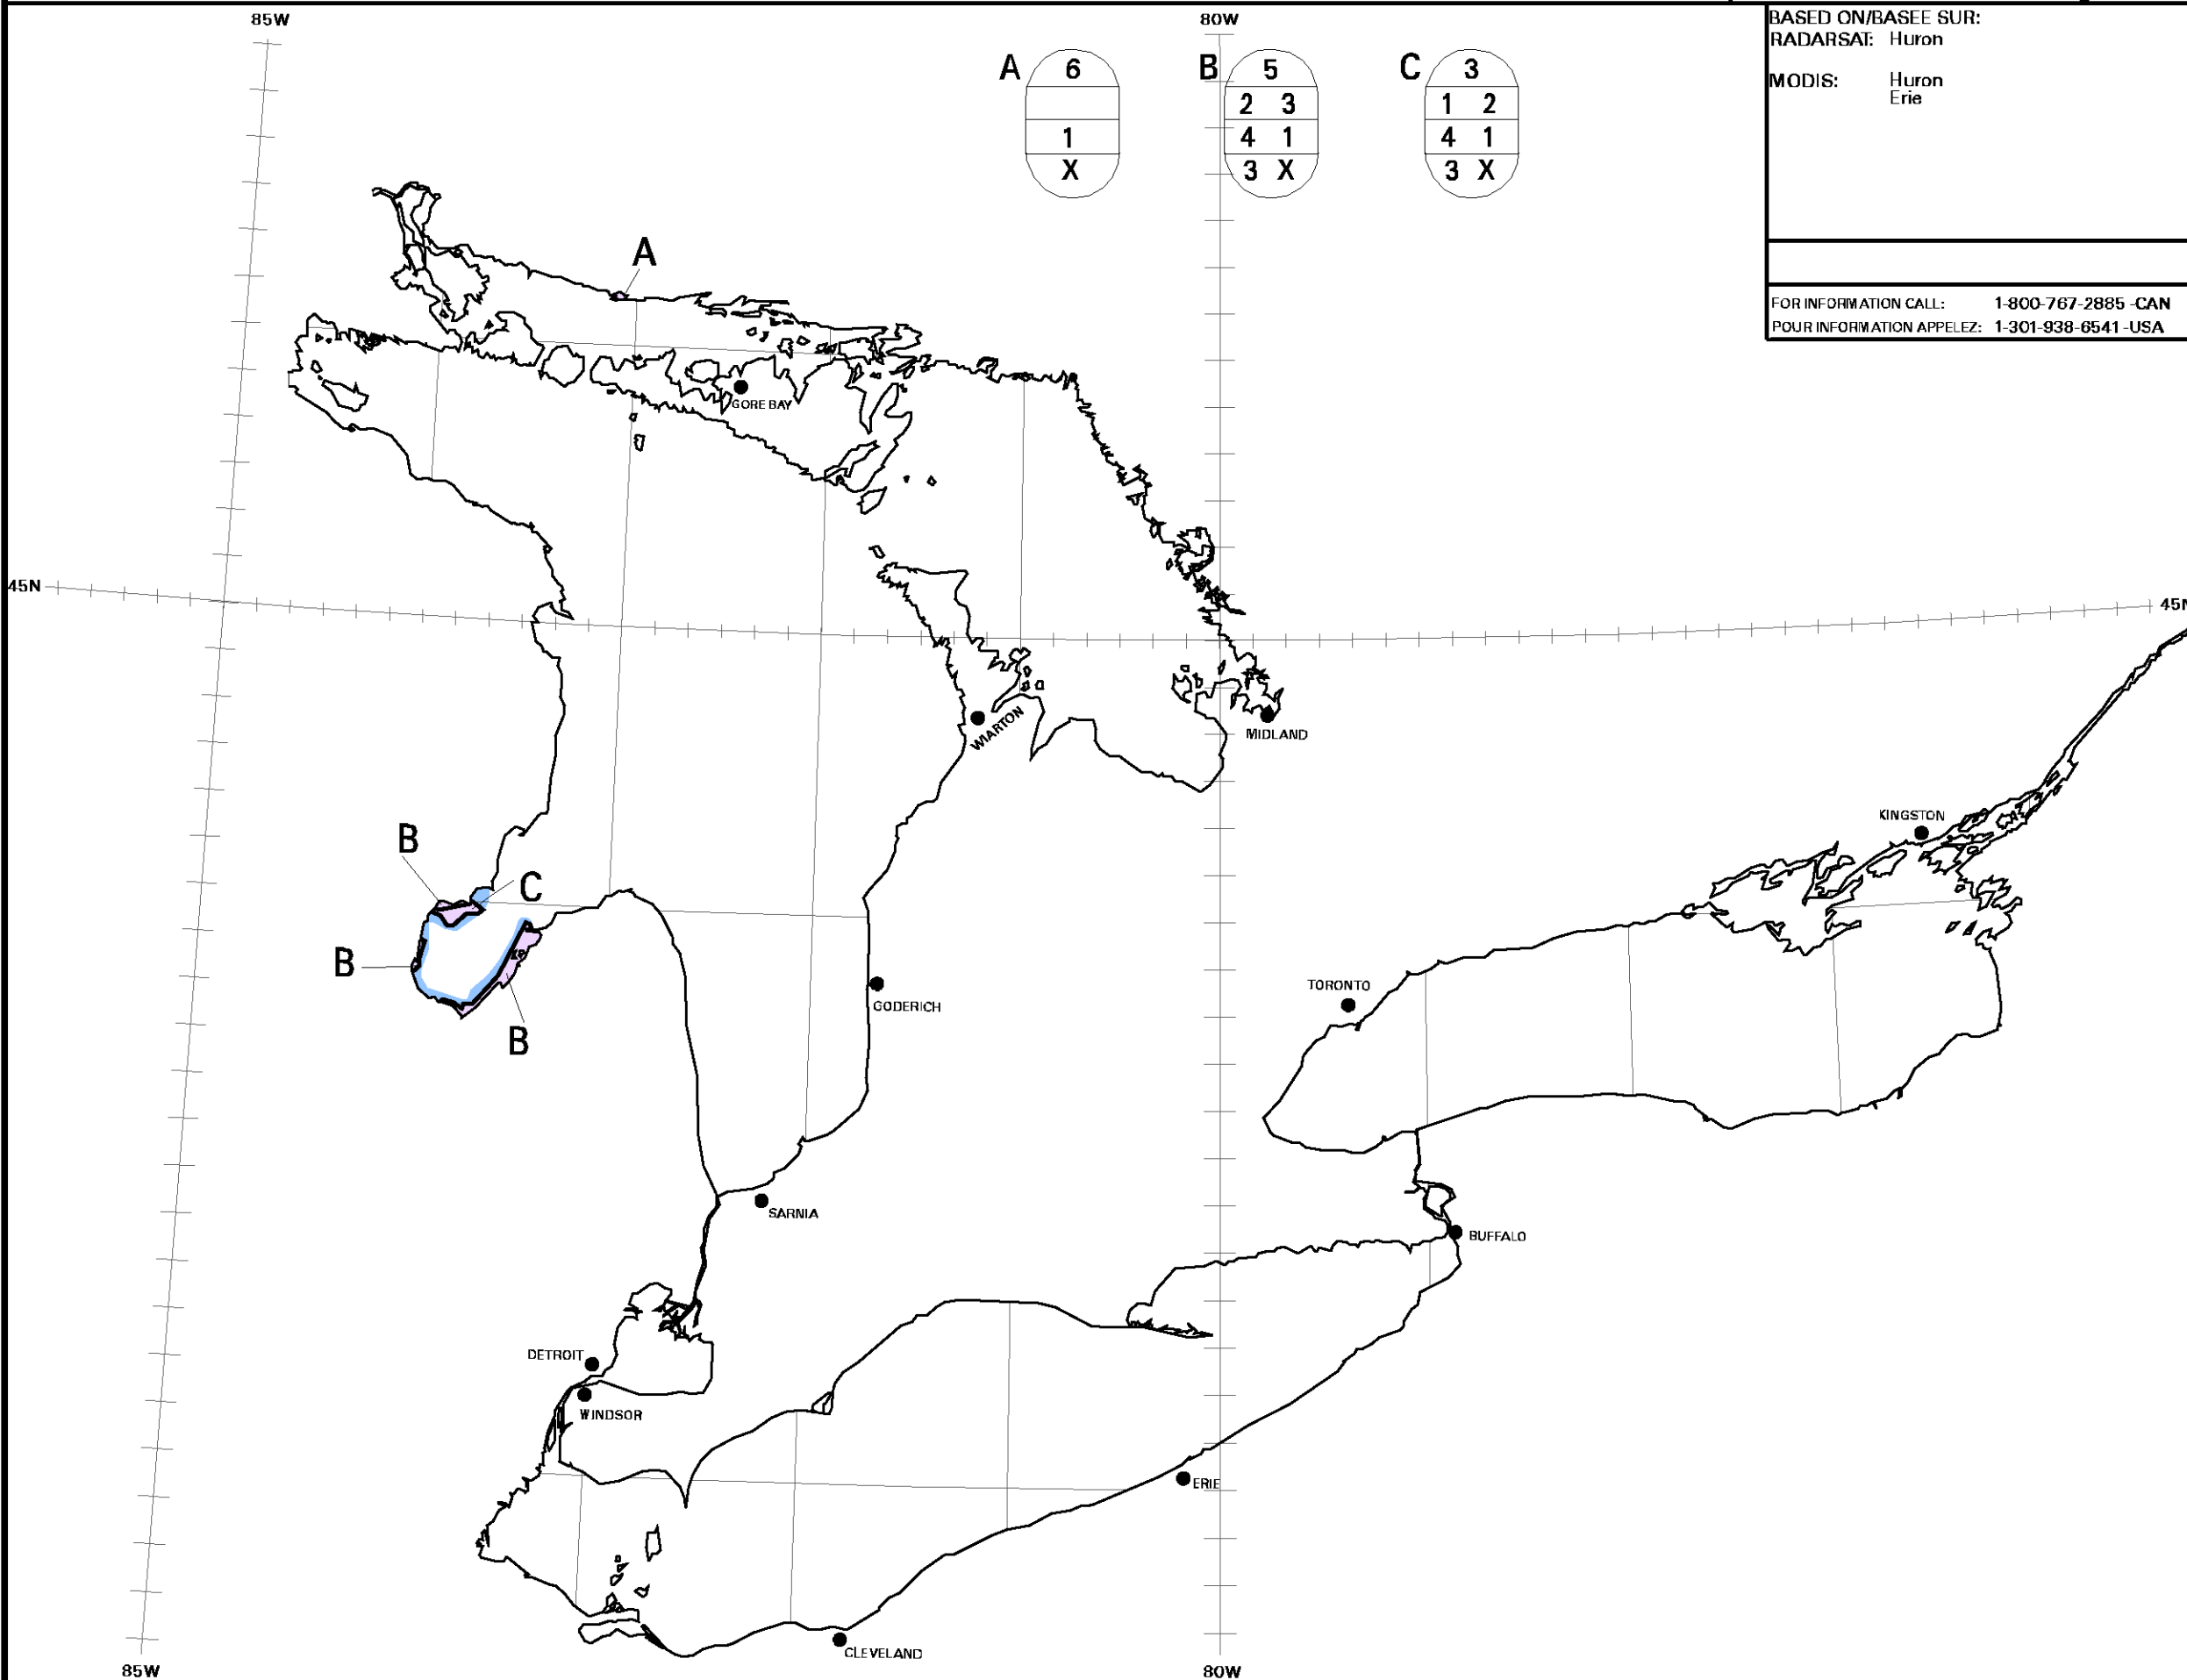 85W
80W
BASED ON/BASEE SUR:
RADARSAT: Huron
MODIS: Huron
Erie
A
6
1
X
B
5
2 3
4 1
3 X
C
3
1 2
4 1
3 X
FOR INFORMATION CALL: 1-800-767-2885 -CAN
POUR INFORMATION APPELEZ: 1-301-938-6541 -USA
A
GORE BAY
45N
45N
WIARTON
MIDLAND
KINGSTON
B
C
B
B
GODERICH
TORONTO
SARNIA
BUFFALO
DETROIT
WINDSOR
ERIE
CLEVELAND
85W
80W